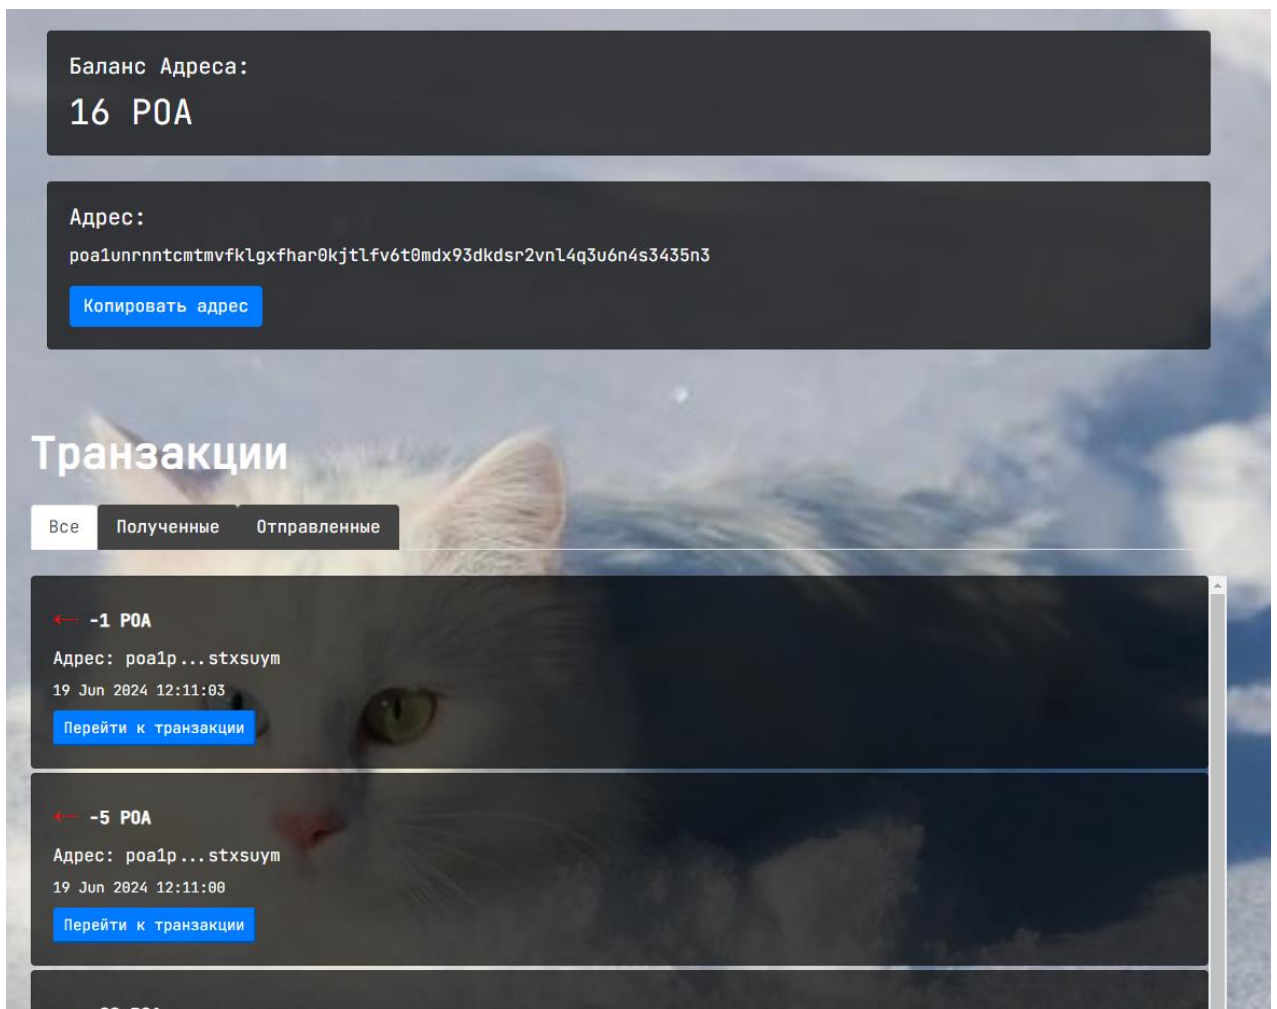 Баланс Адреса:
16 POA
Адрес:
poa1unrnntcmtmvfklgxfhar0kjtlfv6t0mdx93dkdsr2vnl4q3u6n4s3435n3
Копировать адрес
Транзакции
Все Полученные Отправленные
← -1 POA
Адрес: poa1p...stxsuym
19 Jun 2024 12:11:03
Перейти к транзакции
← -5 POA
Адрес: poa1p...stxsuym
19 Jun 2024 12:11:00
Перейти к транзакции